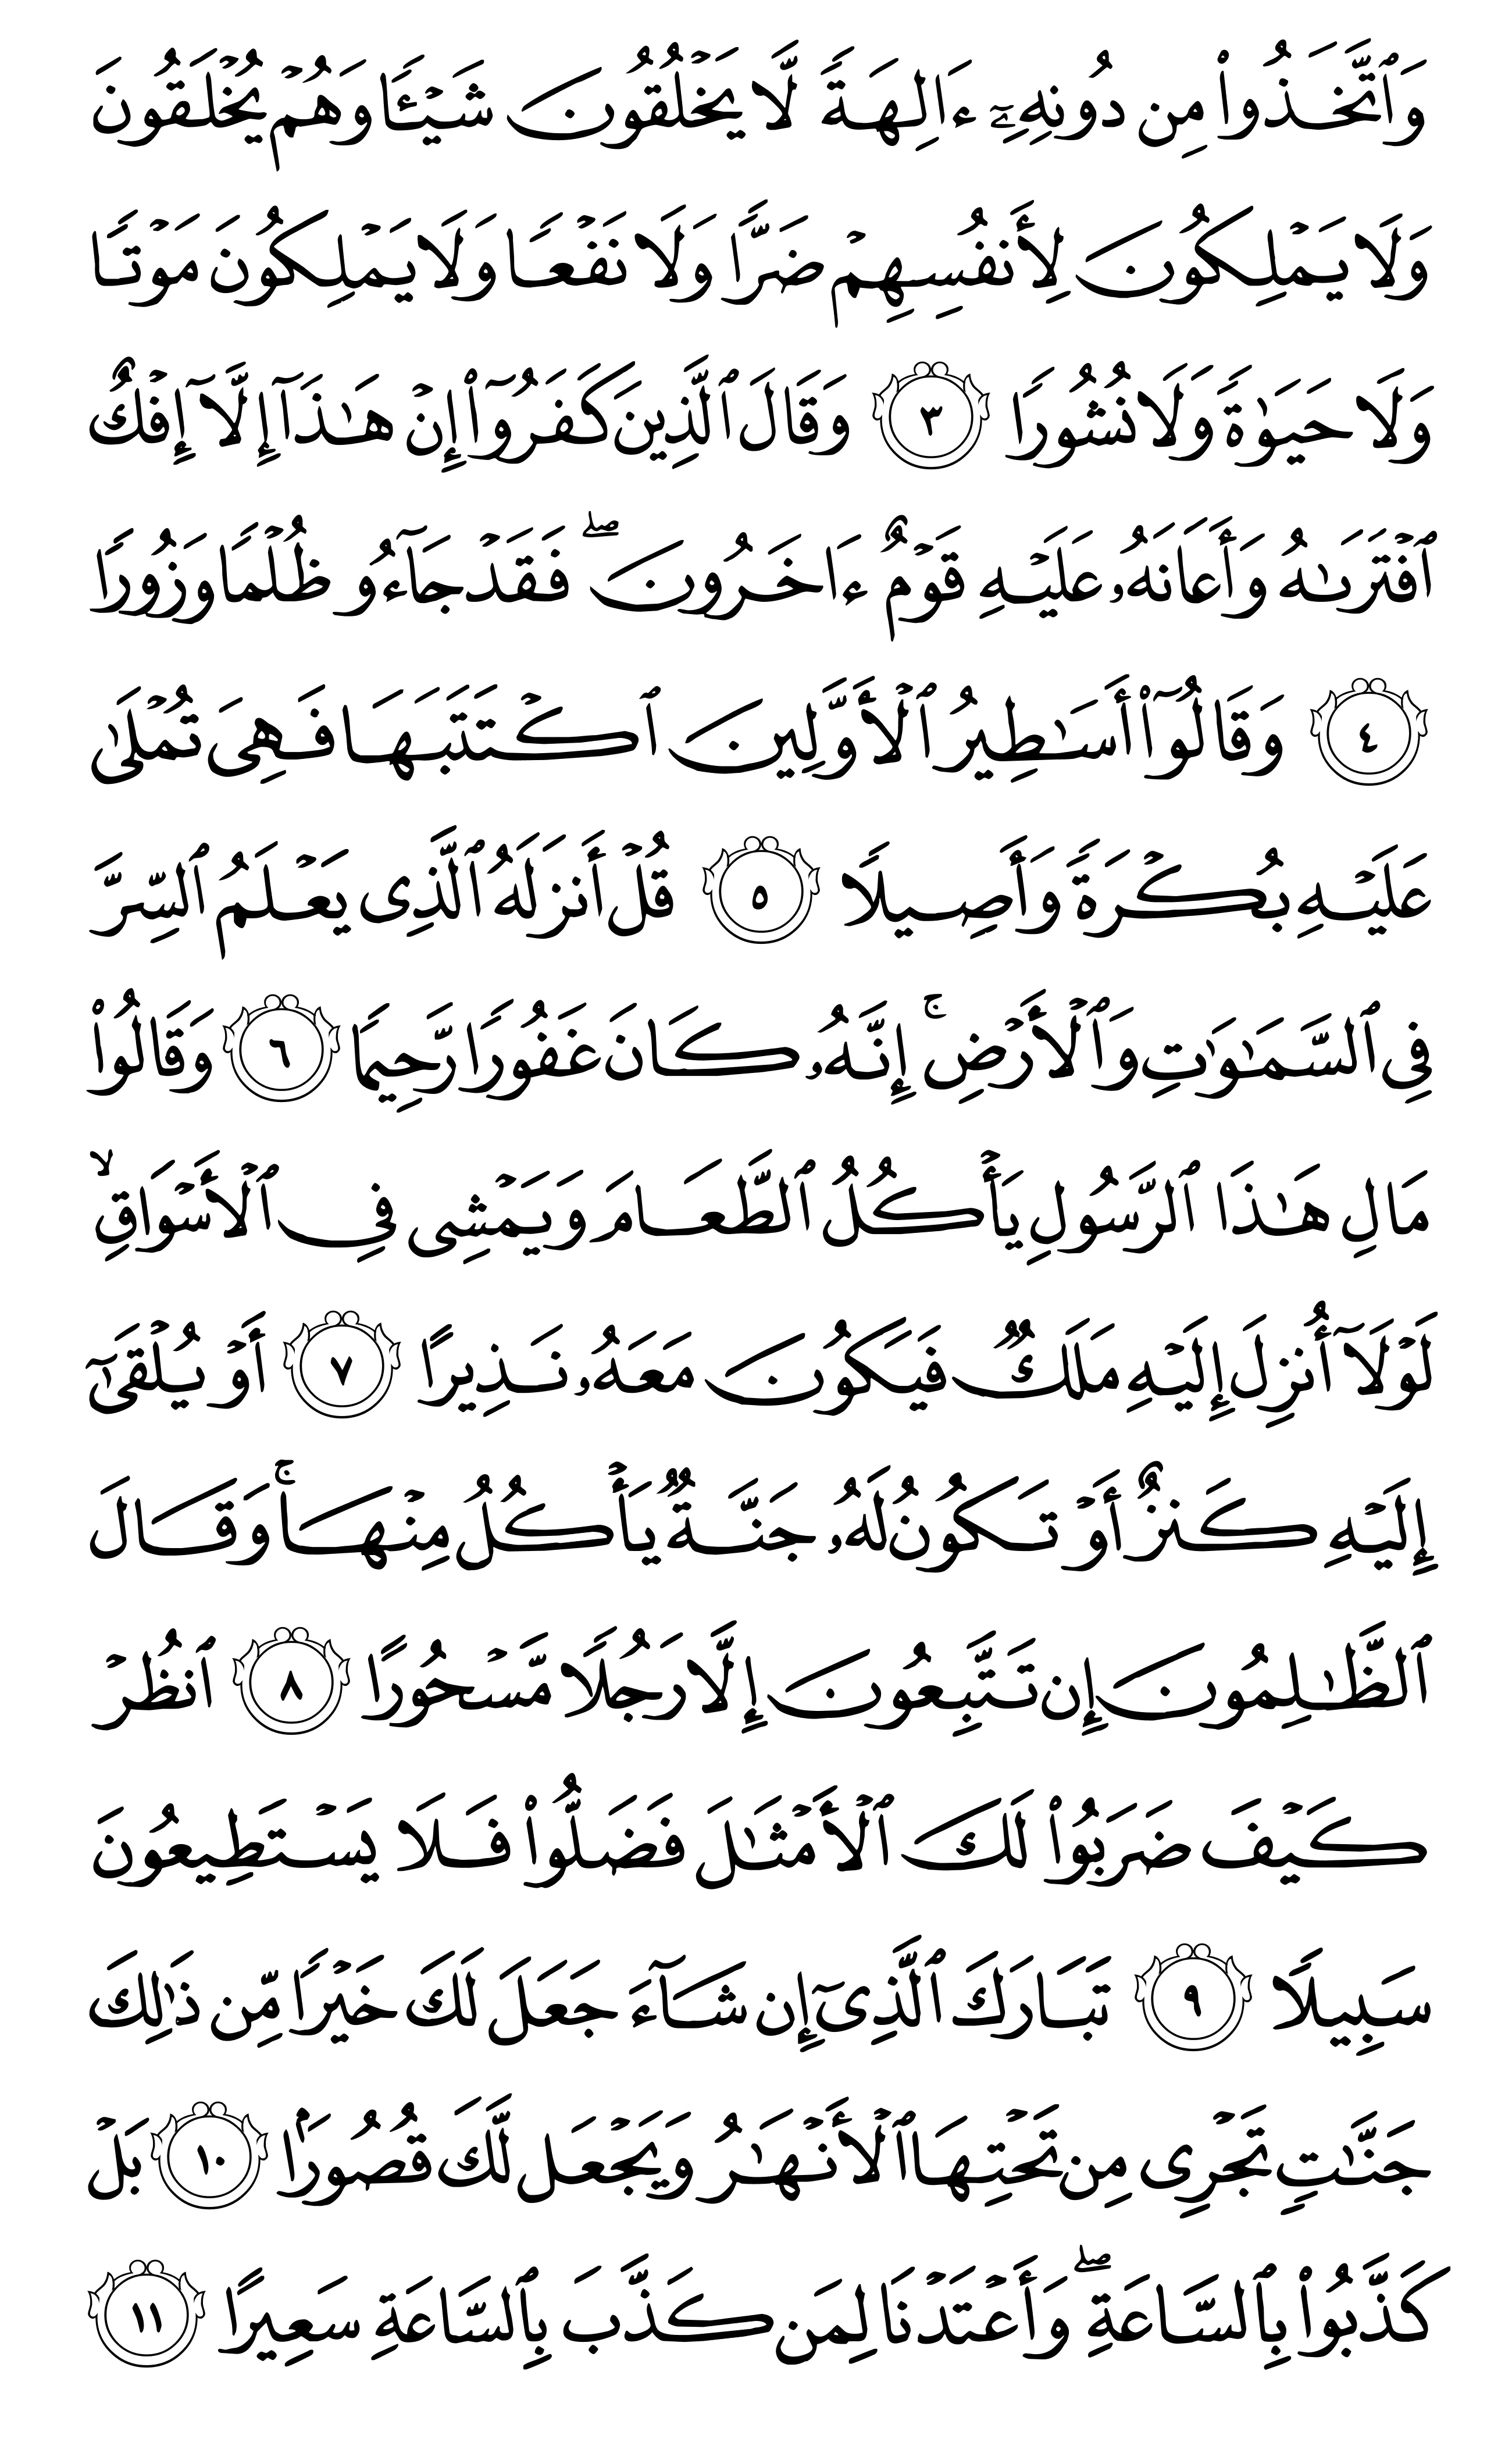 وَٱتَّخَذُوا۟ مِن دُونِهِۦٓ ءَالِهَةً لَّا يَخْلُقُونَ شَيْـًٔا وَهُمْ يُخْلَقُونَ
وَلَا يَمْلِكُونَ لِأَنفُسِهِمْ ضَرًّا وَلَا نَفْعًا وَلَا يَمْلِكُونَ مَوْتًا
وَلَا حَيَوٰةً وَلَا نُشُورًا ٣ وَقَالَ ٱلَّذِينَ كَفَرُوٓا۟ إِنْ هَـٰذَآ إِلَّآ إِفْكٌ
ٱفْتَرَىٰهُ وَأَعَانَهُۥ عَلَيْهِ قَوْمٌ ءَاخَرُونَ ۖ فَقَدْ جَآءُو ظُلْمًا وَزُورًا
٤ وَقَالُوٓا۟ أَسَـٰطِيرُ ٱلْأَوَّلِينَ ٱكْتَتَبَهَا فَهِىَ تُمْلَىٰ
عَلَيْهِ بُكْرَةً وَأَصِيلًا ٥ قُلْ أَنزَلَهُ ٱلَّذِى يَعْلَمُ ٱلسِّرَّ
فِى ٱلسَّمَـٰوَٰتِ وَٱلْأَرْضِ ۚ إِنَّهُۥ كَانَ غَفُورًا رَّحِيمًا ٦ وَقَالُوا۟
مَالِ هَـٰذَا ٱلرَّسُولِ يَأْكُلُ ٱلطَّعَامَ وَيَمْشِى فِى ٱلْأَسْوَاقِ ۙ
لَوْلَآ أُنزِلَ إِلَيْهِ مَلَكٌ فَيَكُونَ مَعَهُۥ نَذِيرًا ٧ أَوْ يُلْقَىٰٓ
إِلَيْهِ كَنزٌ أَوْ تَكُونُ لَهُۥ جَنَّةٌ يَأْكُلُ مِنْهَا ۚ وَقَالَ
ٱلظَّـٰلِمُونَ إِن تَتَّبِعُونَ إِلَّا رَجُلًا مَّسْحُورًا ٨ ٱنظُرْ
كَيْفَ ضَرَبُوا۟ لَكَ ٱلْأَمْثَـٰلَ فَضَلُّوا۟ فَلَا يَسْتَطِيعُونَ
سَبِيلًا ٩ تَبَارَكَ ٱلَّذِىٓ إِن شَآءَ جَعَلَ لَكَ خَيْرًا مِّن ذَٰلِكَ
جَنَّـٰتٍ تَجْرِى مِن تَحْتِهَا ٱلْأَنْهَـٰرُ وَيَجْعَل لَّكَ قُصُورًۢا ١٠ بَلْ
كَذَّبُوا۟ بِٱلسَّاعَةِ ۖ وَأَعْتَدْنَا لِمَن كَذَّبَ بِٱلسَّاعَةِ سَعِيرًا ١١